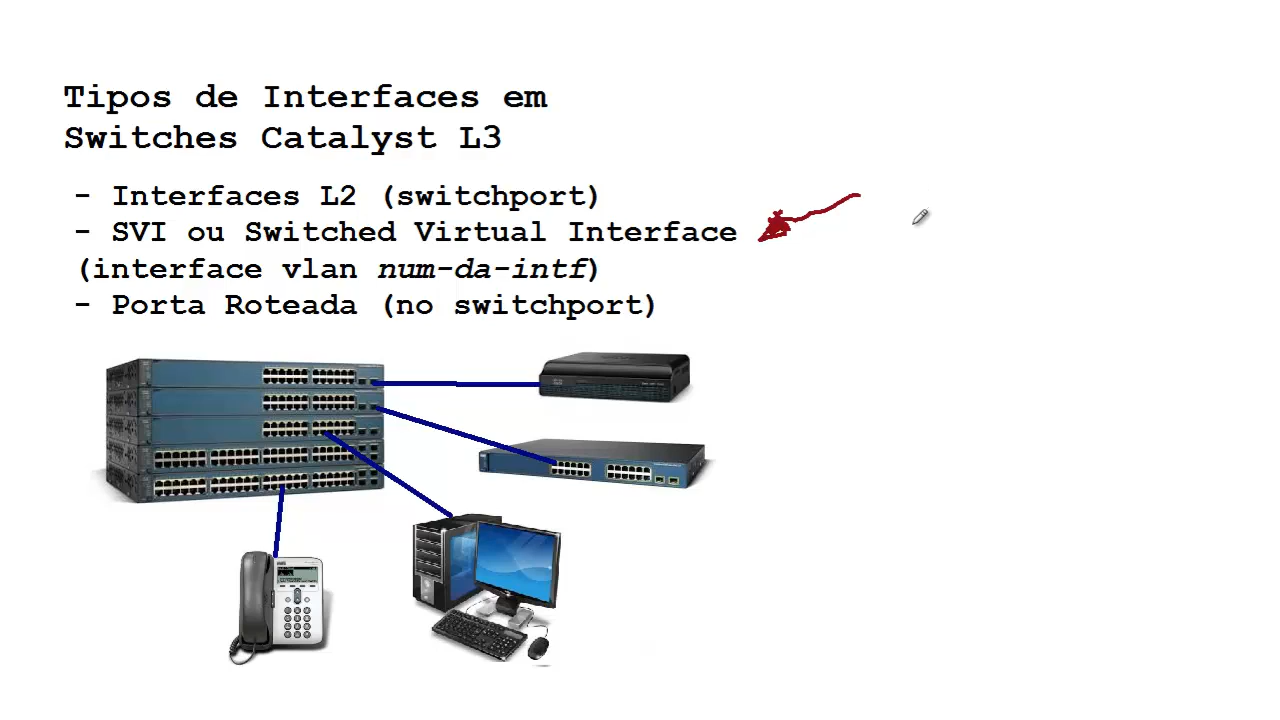 Tipos de Interfaces em
Switches Catalyst L3
- Interfaces L2 (switchport)
- SVI ou Switched Virtual Interface
(interface vlan num-da-intf)
- Porta Roteada (no switchport)